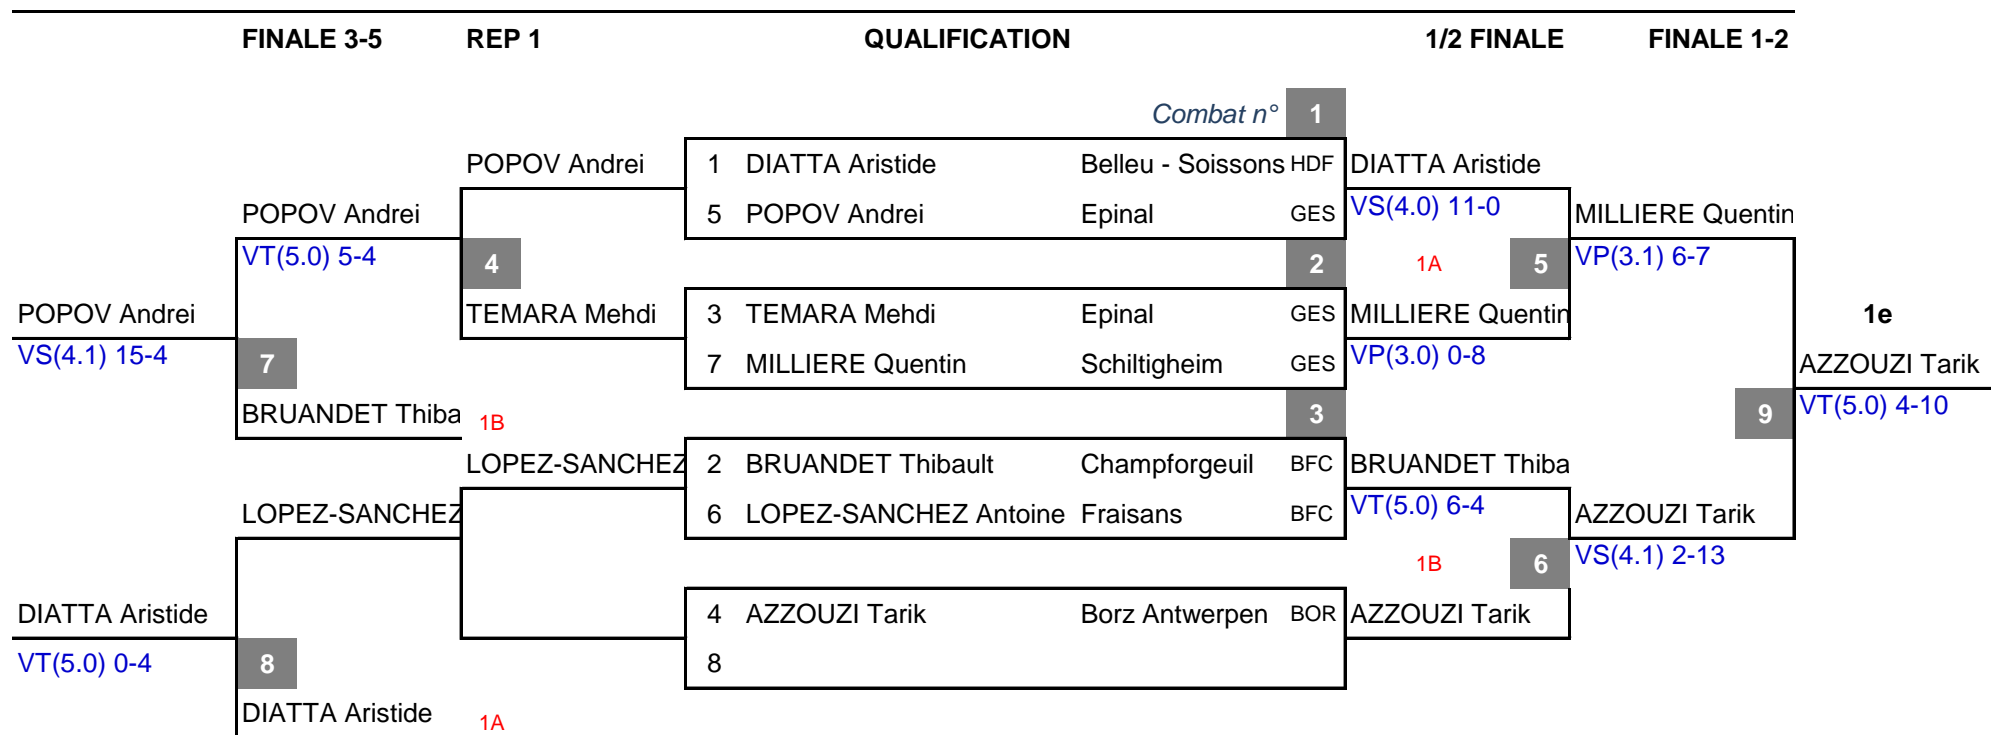 FINALE 3-5 REP 1 QUALIFICATION 1/2 FINALE FINALE 1-2
Combat n° 1
POPOV Andrei 1 DIATTA Aristide Belleu - Soissons HDF DIATTA Aristide
POPOV Andrei 5 POPOV Andrei Epinal GES VS(4.0) 11-0 MILLIERE Quentin
VT(5.0) 5-4 4 2 1A 5 VP(3.1) 6-7
POPOV Andrei TEMARA Mehdi 3 TEMARA Mehdi Epinal GES MILLIERE Quentin 1e
VS(4.1) 15-4 7 7 MILLIERE Quentin Schiltigheim GES VP(3.0) 0-8 AZZOUZI Tarik
BRUANDET Thiba 1B 3 9 VT(5.0) 4-10
LOPEZ-SANCHEZ 2 BRUANDET Thibault Champforgeuil BFC BRUANDET Thiba
LOPEZ-SANCHEZ 6 LOPEZ-SANCHEZ Antoine Fraisans BFC VT(5.0) 6-4 AZZOUZI Tarik
1B 6 VS(4.1) 2-13
DIATTA Aristide 4 AZZOUZI Tarik Borz Antwerpen BOR AZZOUZI Tarik
VT(5.0) 0-4 8 8
DIATTA Aristide 1A